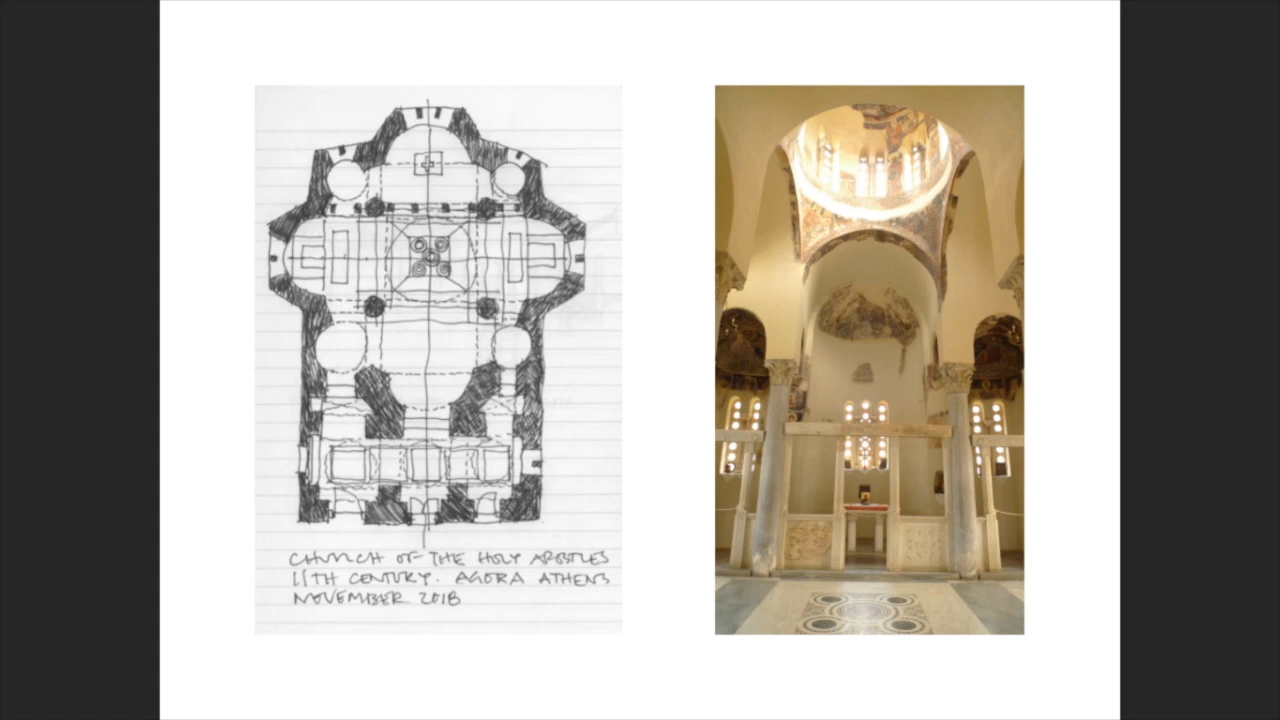 CHURCH OF THE HOLY APOSTLES
11TH CENTURY. AGORA ATHENS
NOVEMBER 2018